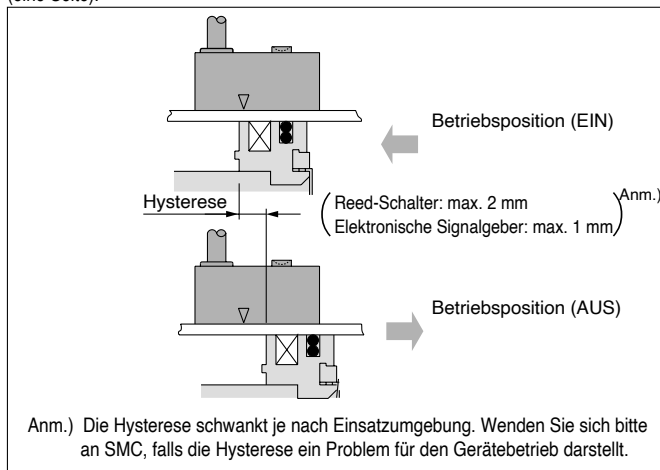 (eine Seite).
Betriebsposition (EIN)
Hysterese
(Reed-Schalter: max. 2 mm
Elektronische Signalgeber: max. 1 mm) Anm.)
Betriebsposition (AUS)
Anm.) Die Hysterese schwankt je nach Einsatzumgebung. Wenden Sie sich bitte
an SMC, falls die Hysterese ein Problem für den Gerätebetrieb darstellt.